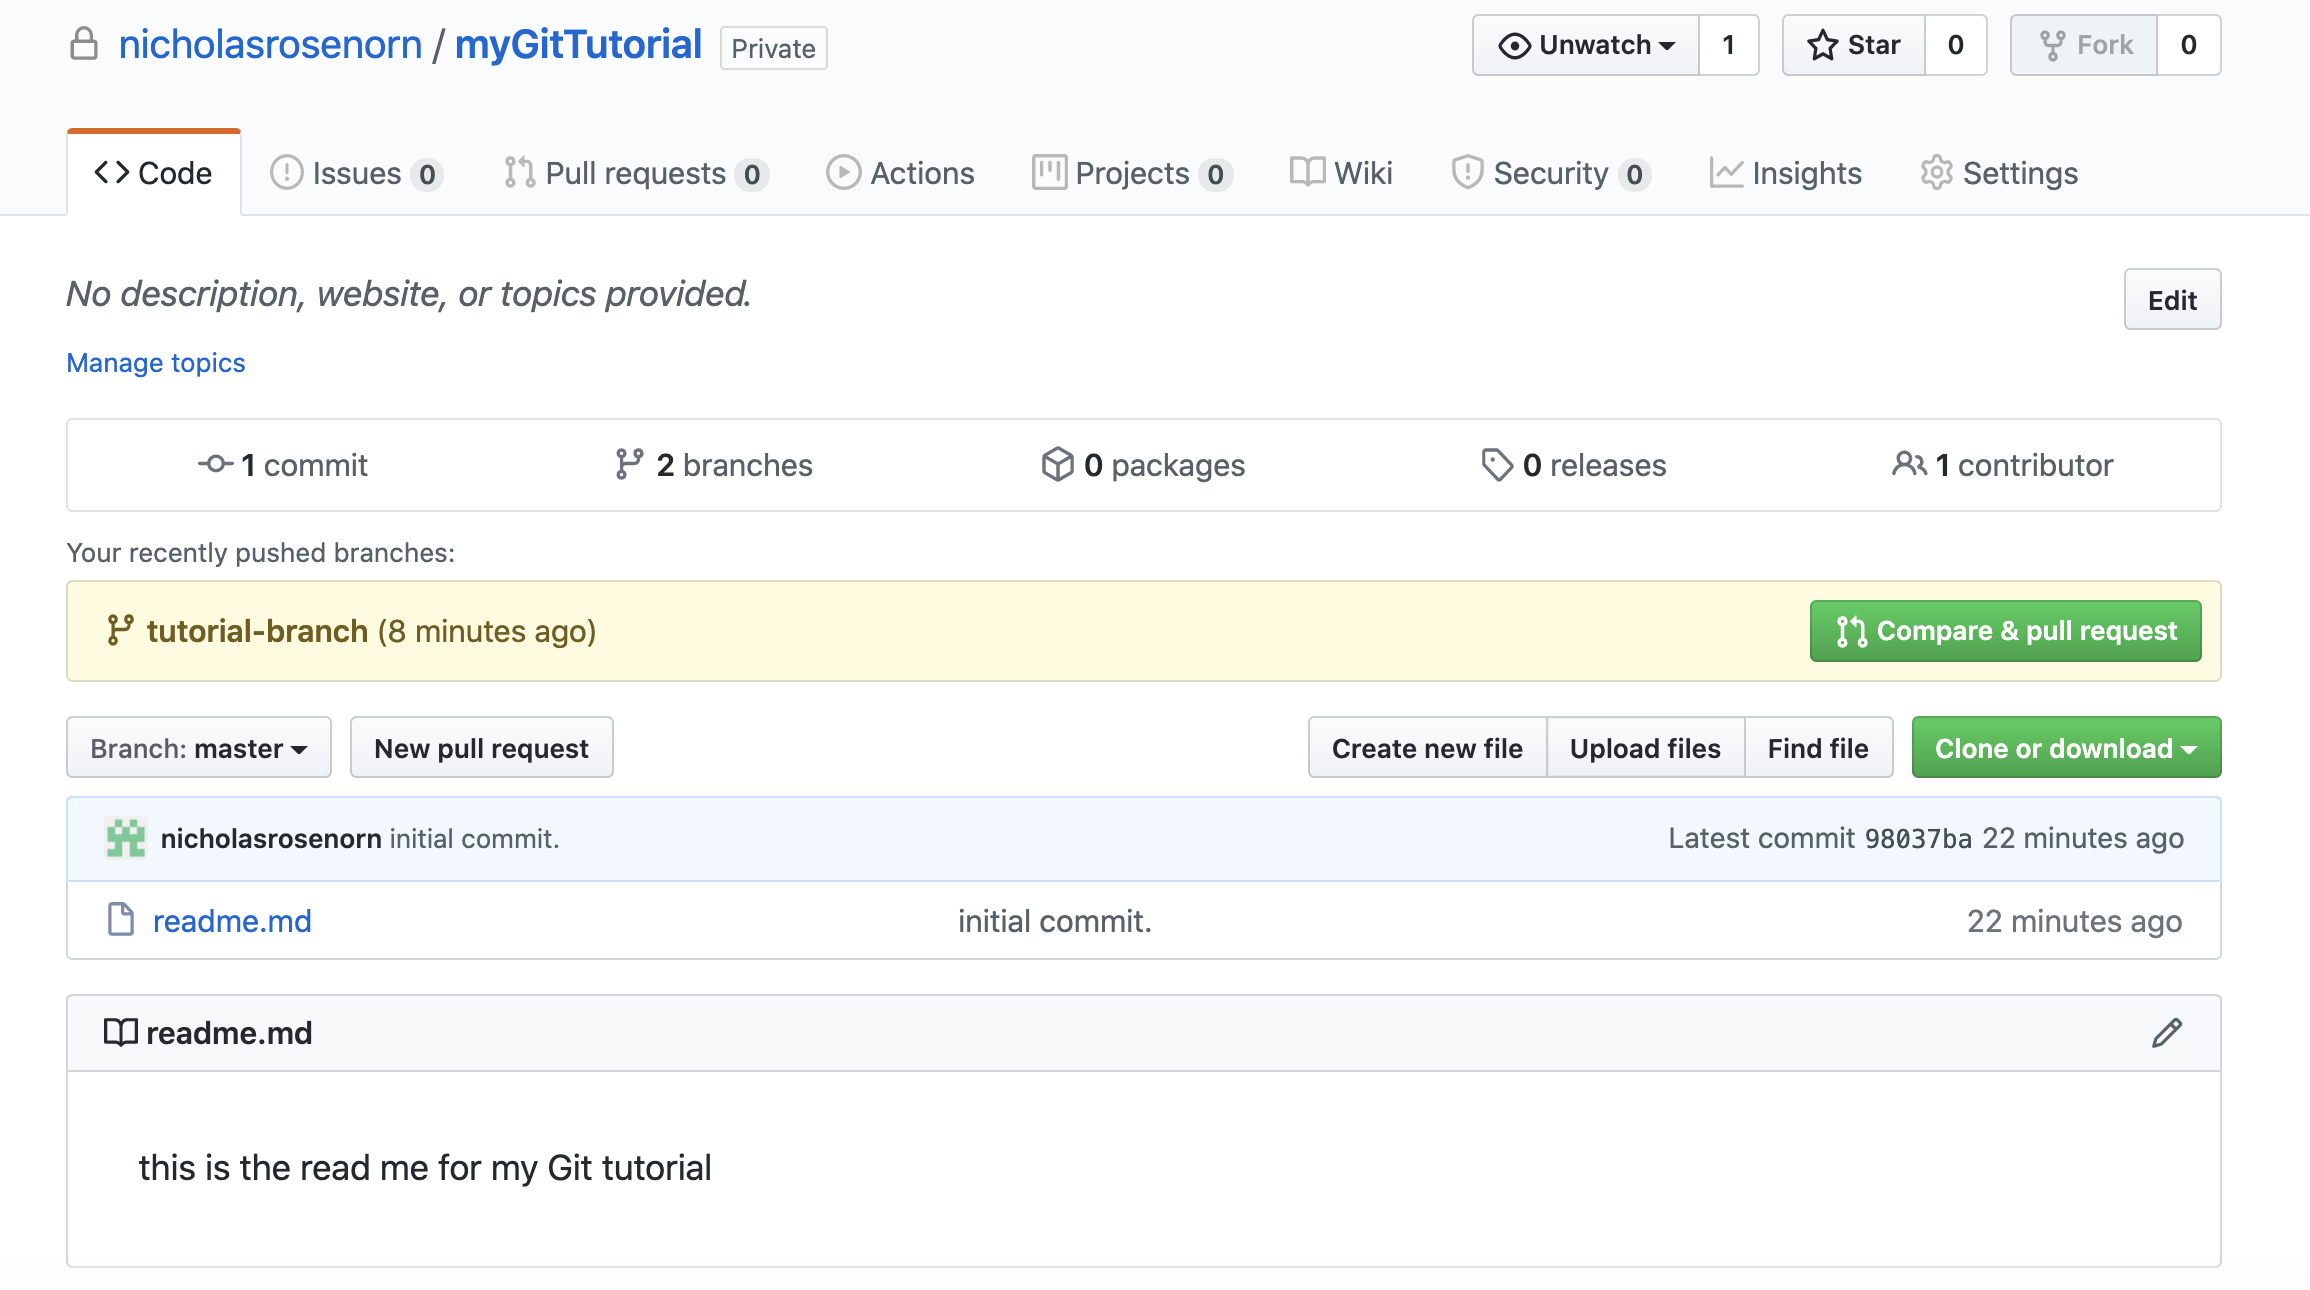 nicholasrosenorn / myGitTutorial Private Unwatch 1 Star 0 Fork 0
Code Issues 0 Pull requests 0 Actions Projects 0 Wiki Security 0 Insights Settings
No description, website, or topics provided. Edit
Manage topics
1 commit 2 branches 0 packages 0 releases 1 contributor
Your recently pushed branches:
tutorial-branch (8 minutes ago) Compare & pull request
Branch: master New pull request Create new file Upload files Find file Clone or download
nicholasrosenorn initial commit. Latest commit 98037ba 22 minutes ago
readme.md initial commit. 22 minutes ago
readme.md
this is the read me for my Git tutorial